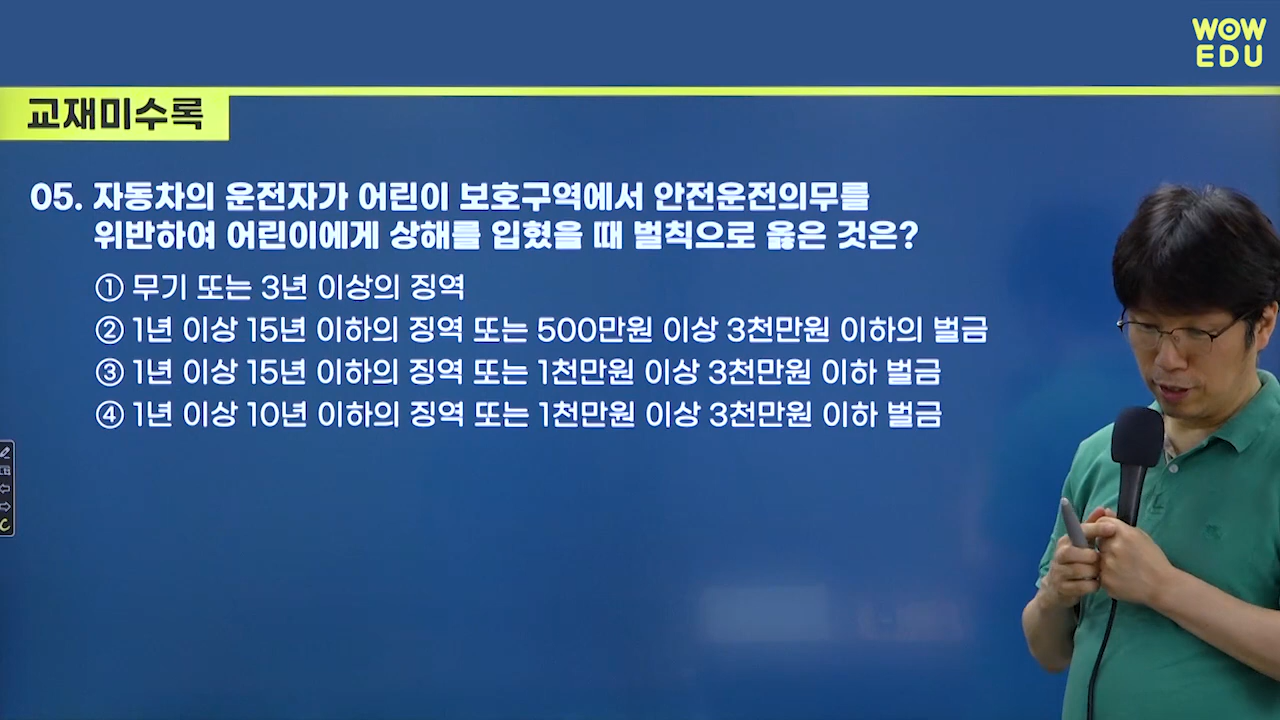 WOW
EDU
교재미수록
05. 자동차의 운전자가 어린이 보호구역에서 안전운전의무를
위반하여 어린이에게 상해를 입혔을 때 벌칙으로 옳은 것은?
① 무기 또는 3년 이상의 징역
② 1년 이상 15년 이하의 징역 또는 500만원 이상 3천만원 이하의 벌금
③ 1년 이상 15년 이하의 징역 또는 1천만원 이상 3천만원 이하 벌금
④ 1년 이상 10년 이하의 징역 또는 1천만원 이상 3천만원 이하 벌금